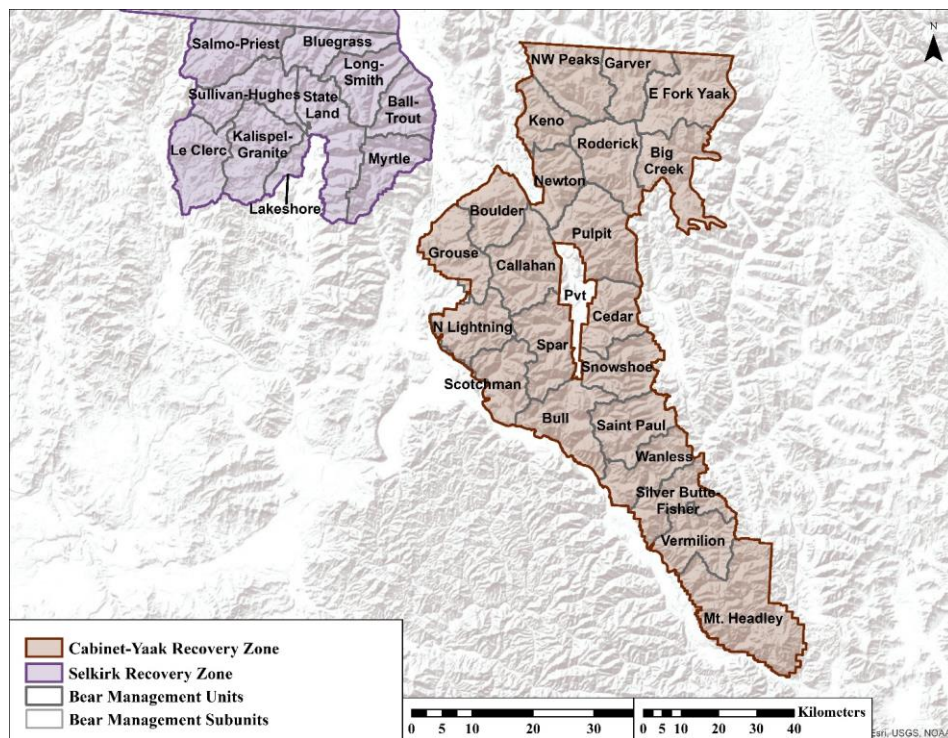 Salmo-Priest
Bluegrass
Long-
Smith
Sullivan-Hughes
State
Land
Ball-
Trout
Le Clerc
Kalispel-
Granite
Myrtle
Lakeshore
NW Peaks
Garver
E Fork Yaak
Keno
Roderick
Big
Creek
Newton
Boulder
Pulpit
Grouse
Callahan
Pvt
Cedar
N Lightning
Spar
Snowshoe
Scotchman
Bull
Saint Paul
Wanless
Silver Butte-
Fisher
Vermilion
Mt. Headley
N
Cabinet-Yaak Recovery Zone
Selkirk Recovery Zone
Bear Management Units
Bear Management Subunits
0 5 10 20 30
Kilometers
0 5 10 20 30 40
Esri, USGS, NOA